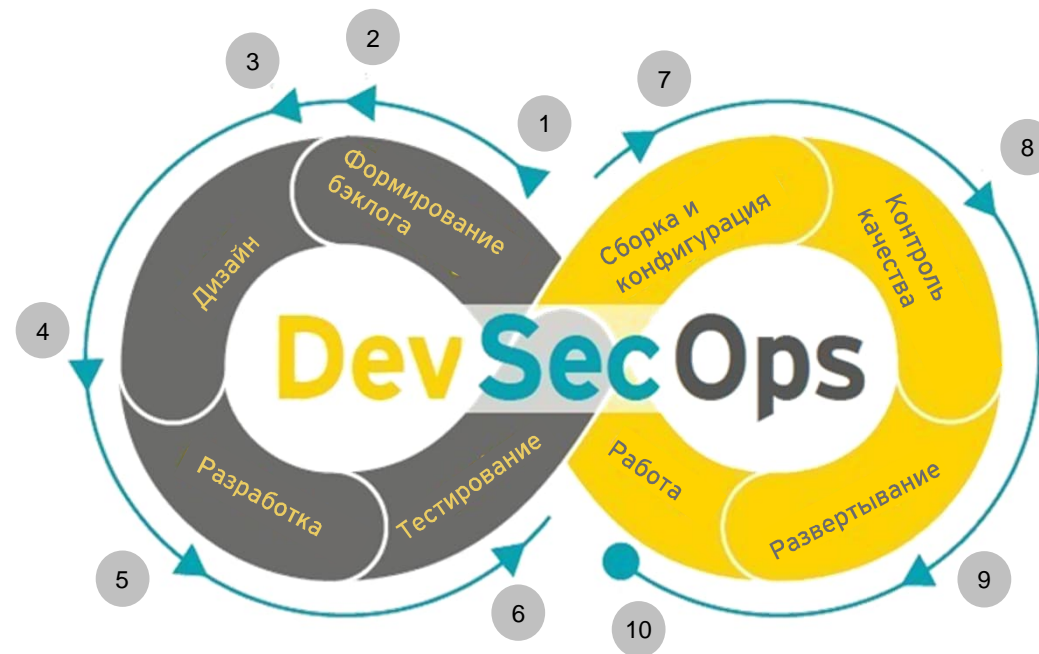 2
3
7
1
8
Формирование
бэклога
Сборка и
конфигурация
Контроль
качества
Дизайн
4
DevSecOps
Разработка
Тестирование
Работа
Развертывание
5
6
9
10